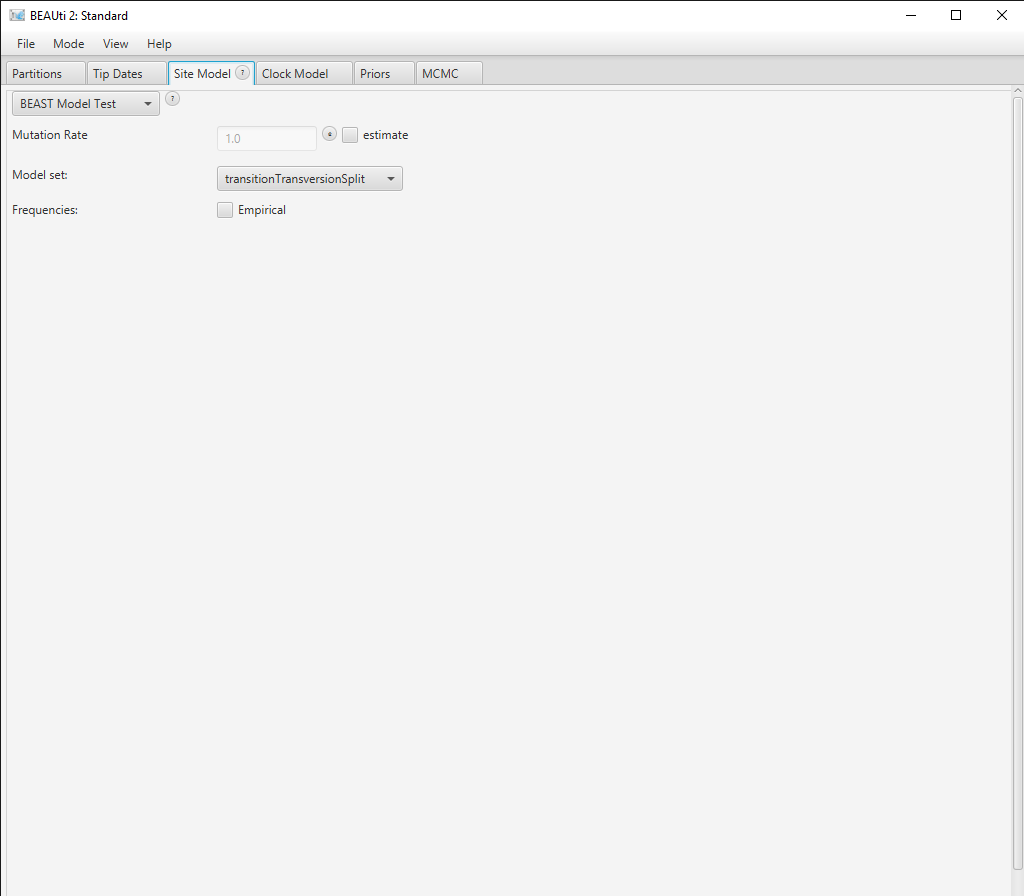 BEAUti 2: Standard
File Mode View Help
Partitions Tip Dates Site Model ? Clock Model Priors MCMC
BEAST Model Test ?
Mutation Rate 1.0 e estimate
Model set: transitionTransversionSplit
Frequencies: Empirical